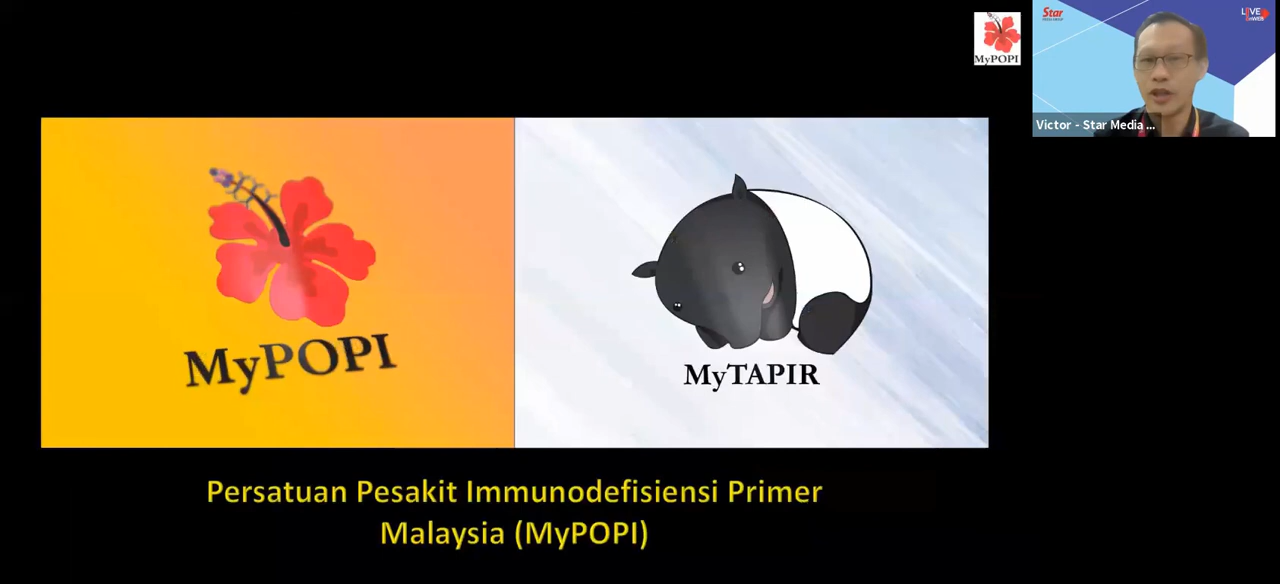 MyPOPI
Star
LIVE
Victor - Star Media ...
MyPOPI
MyTAPIR
Persatuan Pesakit Immunodefisiensi Primer
Malaysia (MyPOPI)